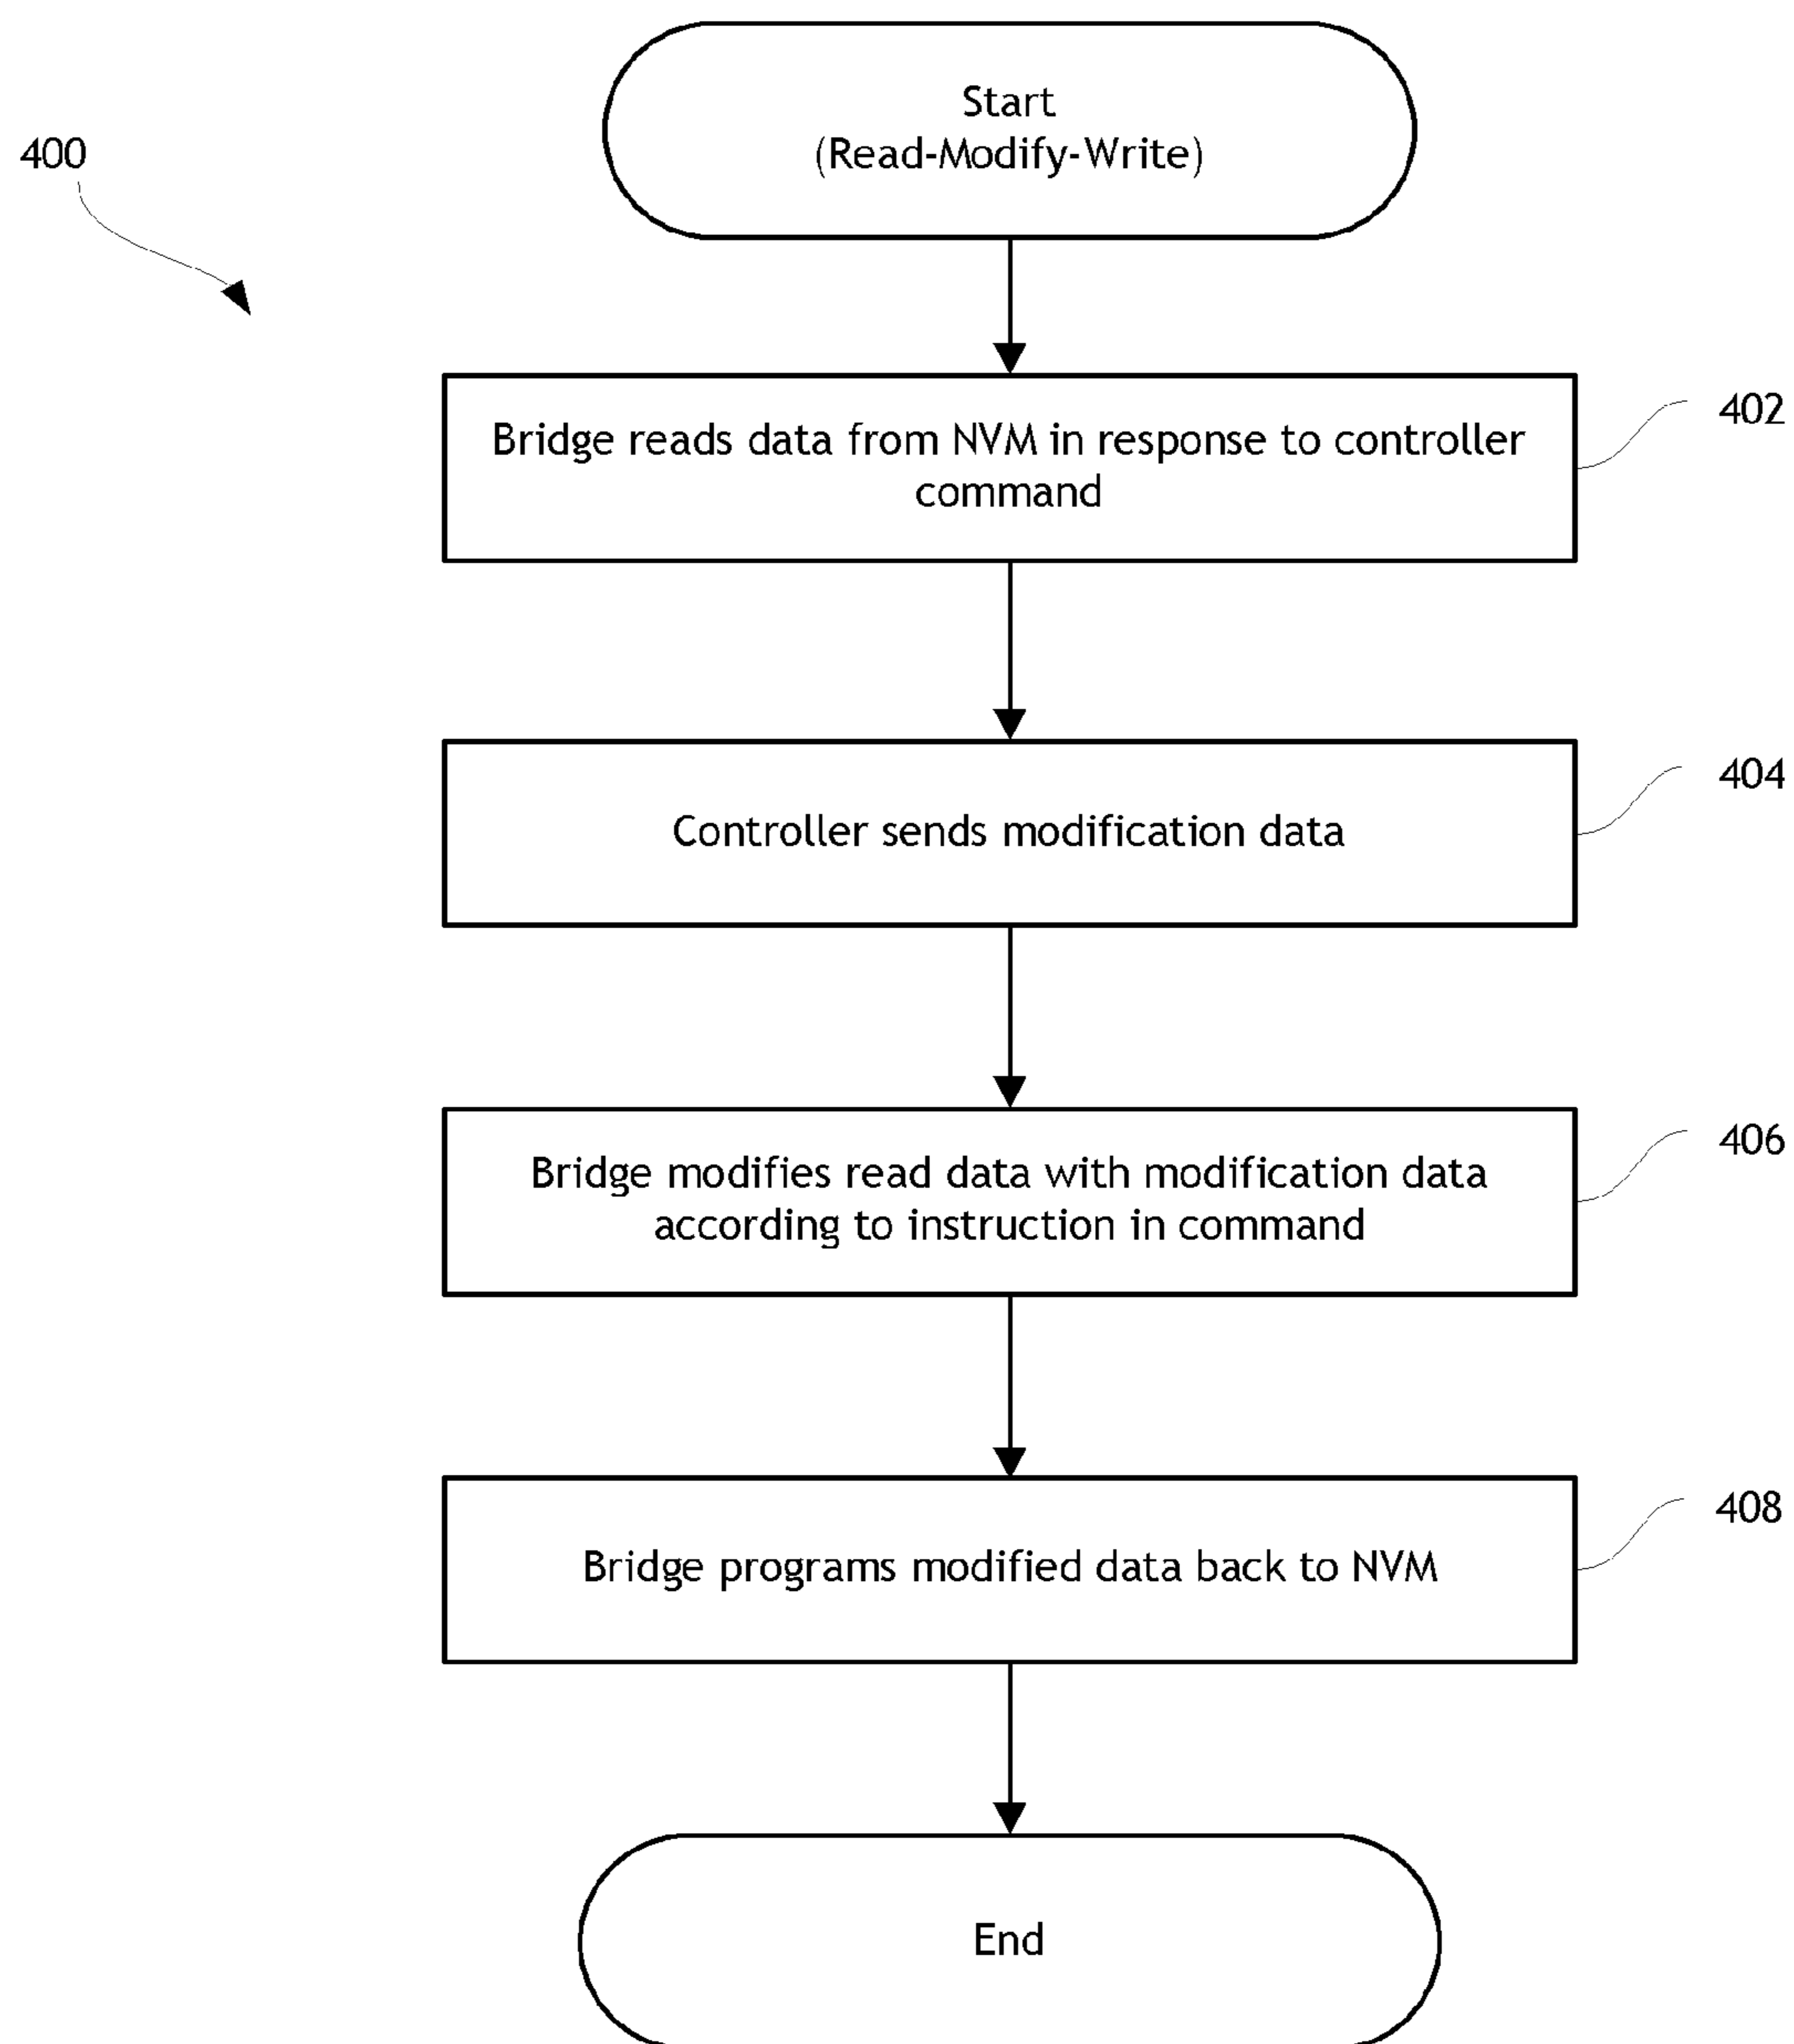 Start
(Read-Modify-Write)
400
Bridge reads data from NVM in response to controller
command
402
Controller sends modification data
404
Bridge modifies read data with modification data
according to instruction in command
406
Bridge programs modified data back to NVM
408
End